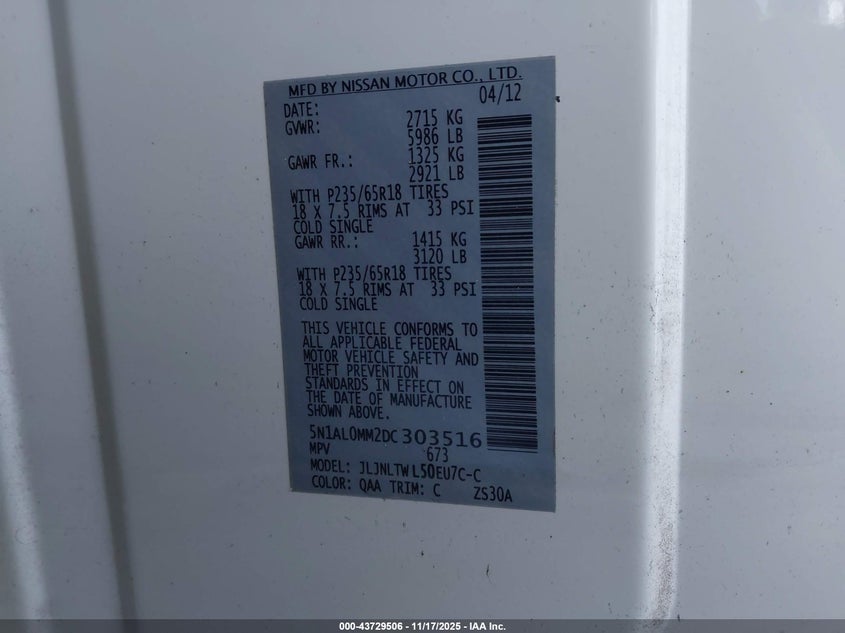 MFD BY NISSAN MOTOR CO., LTD.
DATE: 04/12
GVWR: 2715 KG
5986 LB
GAWR FR.: 1325 KG
2921 LB
WITH P235/65R18 TIRES
18 X 7.5 RIMS AT 33 PSI
COLD SINGLE
GAWR RR.: 1415 KG
3120 LB
WITH P235/65R18 TIRES
18 X 7.5 RIMS AT 33 PSI
COLD SINGLE
THIS VEHICLE CONFORMS TO
ALL APPLICABLE FEDERAL
MOTOR VEHICLE SAFETY AND
THEFT PREVENTION
STANDARDS IN EFFECT ON
THE DATE OF MANUFACTURE
SHOWN ABOVE.
5N1AL0MM2DC303516
MPV 673
MODEL: JLJNLTWL50EU7C-C
COLOR: QAA TRIM: C ZS30A
000-43729506 - 11/17/2025 - IAA Inc.